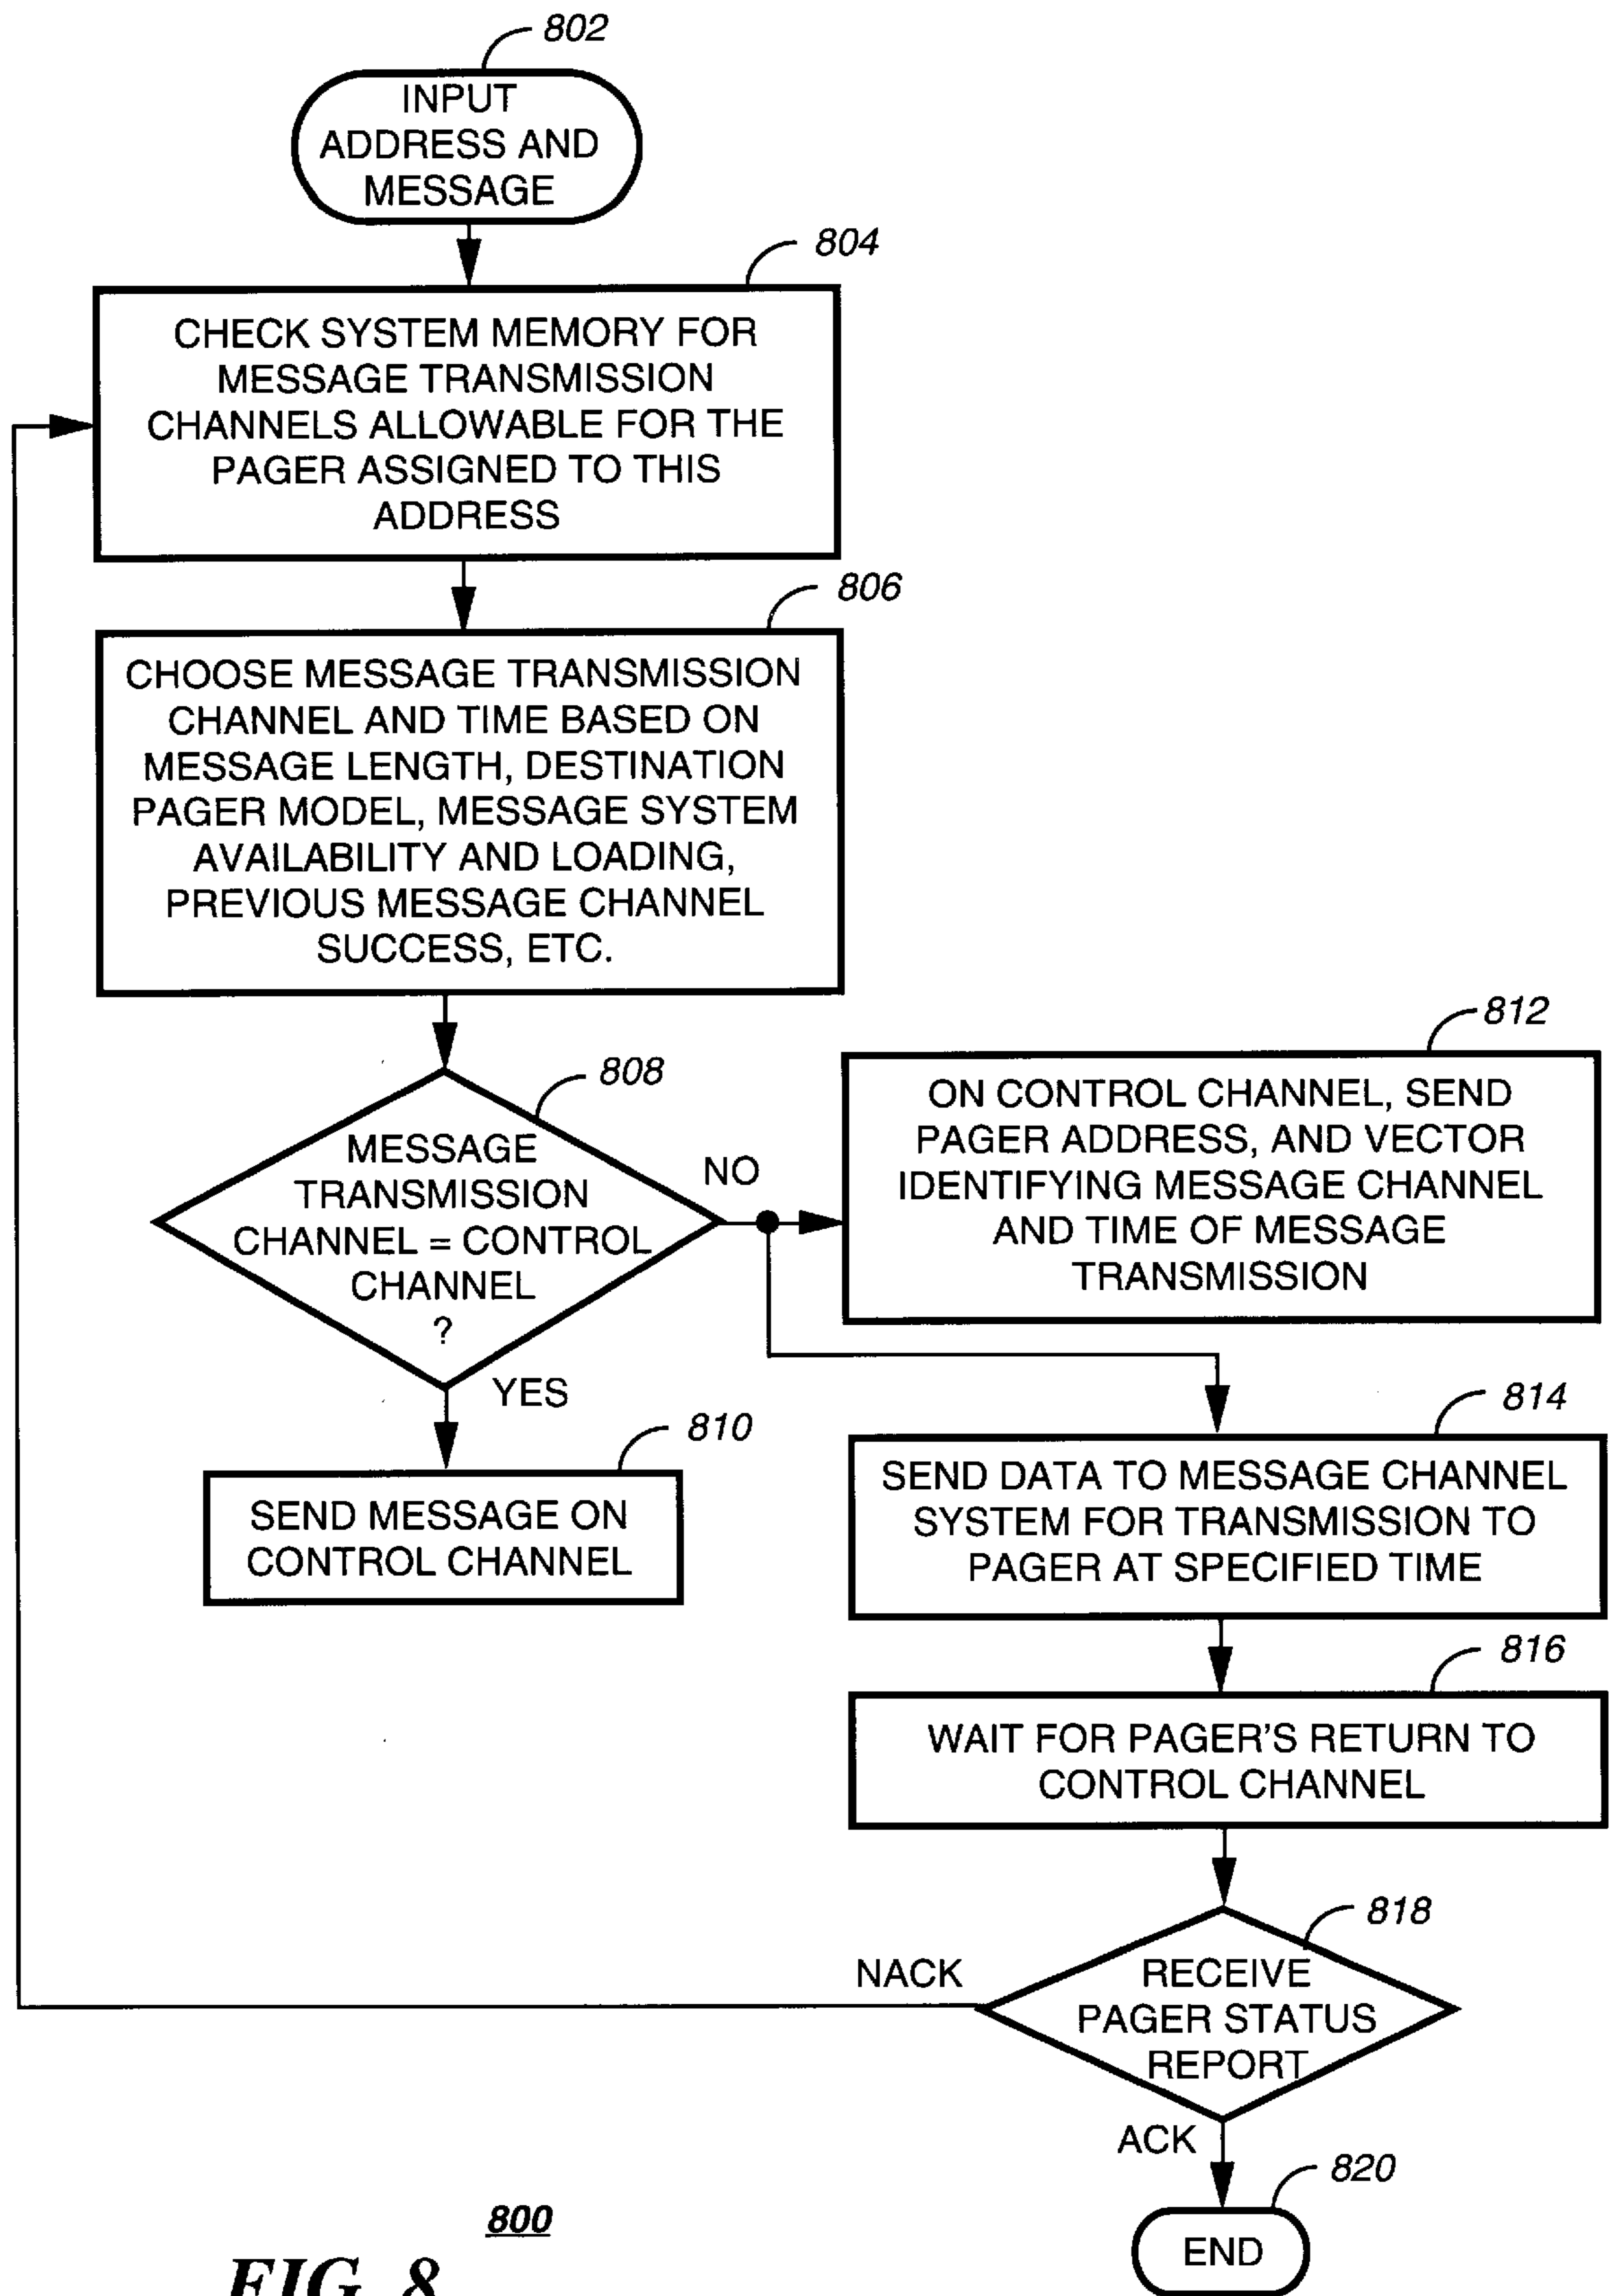 802
INPUT
ADDRESS AND
MESSAGE
804
CHECK SYSTEM MEMORY FOR
MESSAGE TRANSMISSION
CHANNELS ALLOWABLE FOR THE
PAGER ASSIGNED TO THIS
ADDRESS
806
CHOOSE MESSAGE TRANSMISSION
CHANNEL AND TIME BASED ON
MESSAGE LENGTH, DESTINATION
PAGER MODEL, MESSAGE SYSTEM
AVAILABILITY AND LOADING,
PREVIOUS MESSAGE CHANNEL
SUCCESS, ETC.
808
MESSAGE
TRANSMISSION
CHANNEL = CONTROL
CHANNEL
?
NO
YES
810
SEND MESSAGE ON
CONTROL CHANNEL
812
ON CONTROL CHANNEL, SEND
PAGER ADDRESS, AND VECTOR
IDENTIFYING MESSAGE CHANNEL
AND TIME OF MESSAGE
TRANSMISSION
814
SEND DATA TO MESSAGE CHANNEL
SYSTEM FOR TRANSMISSION TO
PAGER AT SPECIFIED TIME
816
WAIT FOR PAGER'S RETURN TO
CONTROL CHANNEL
818
RECEIVE
PAGER STATUS
REPORT
NACK
ACK
820
END
800
FIG. 8